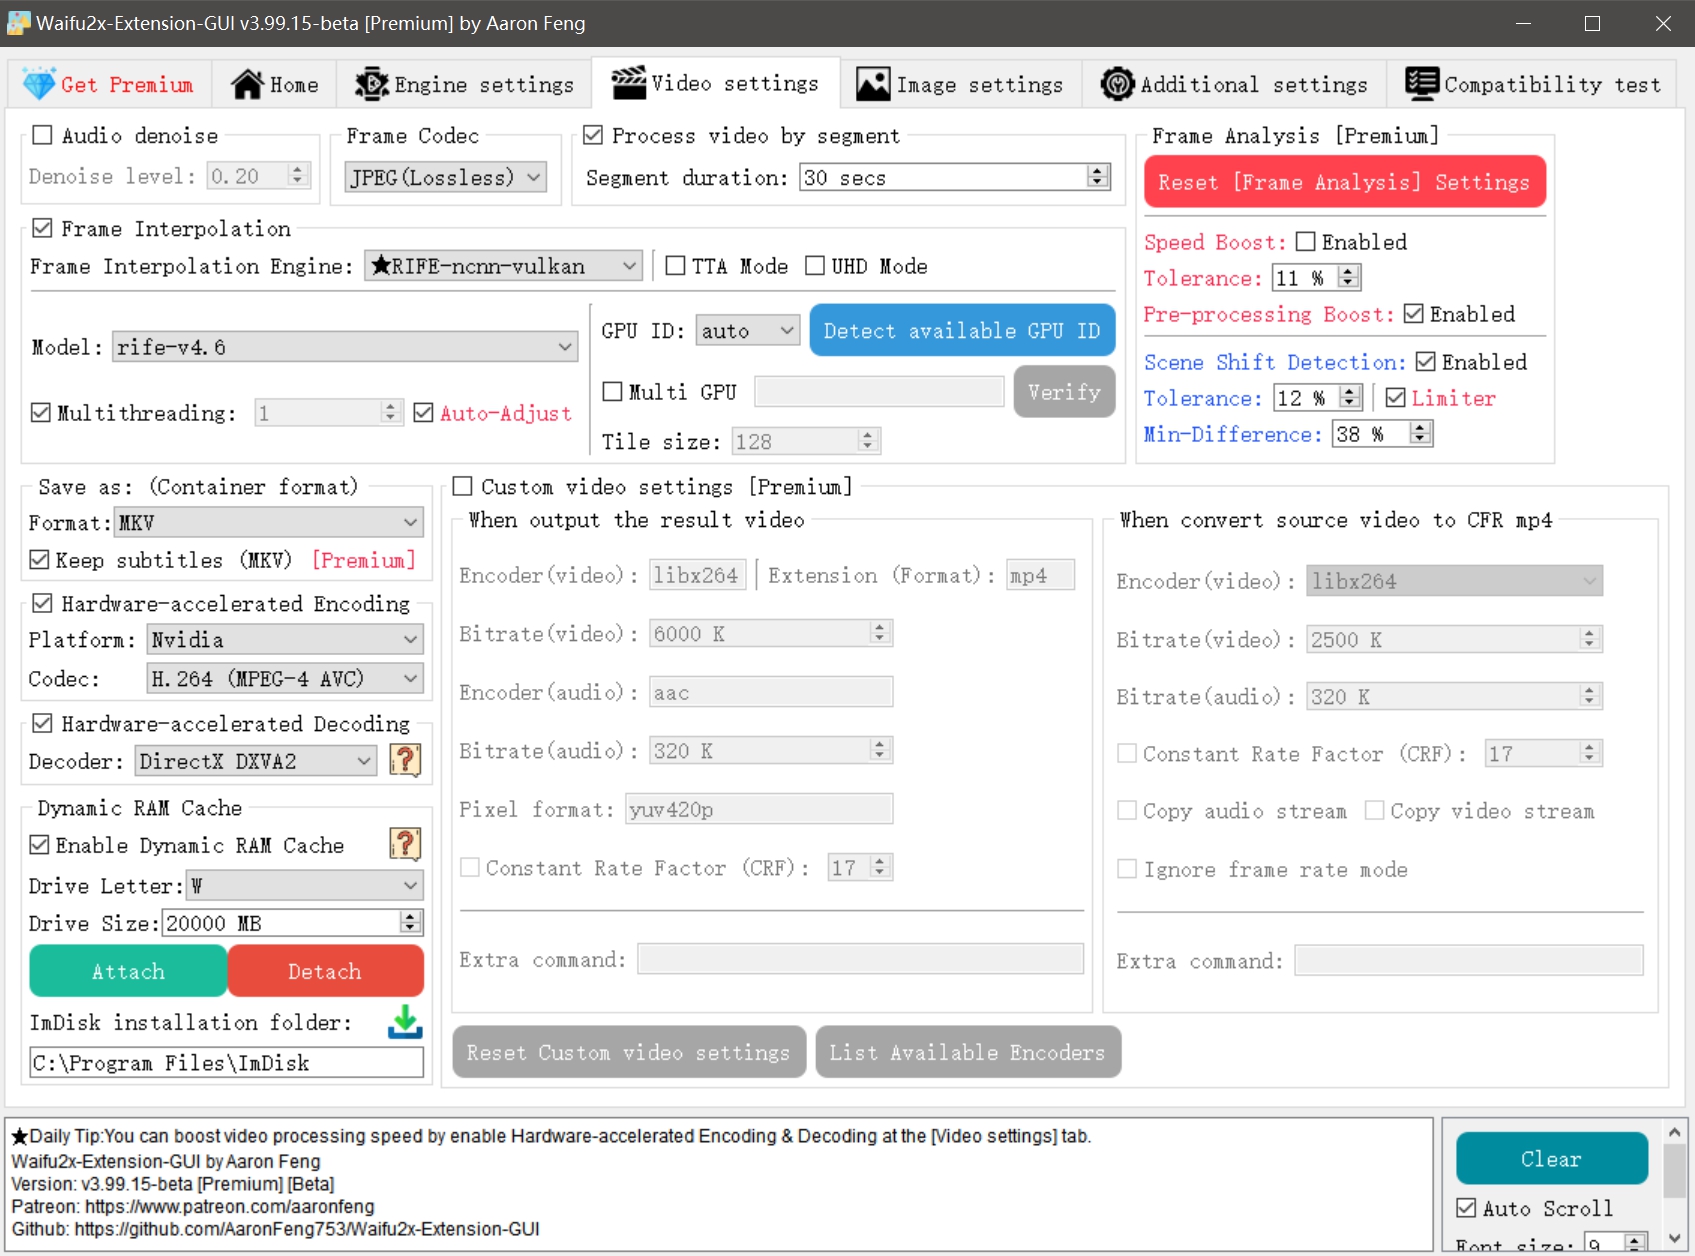 Waifu2x-Extension-GUI v3.99.15-beta [Premium] by Aaron Feng
Get Premium
Home
Engine settings
Video settings
Image settings
Additional settings
Compatibility test
Audio denoise
Denoise level: 0.20
Frame Codec
JPEG(Lossless)
Process video by segment
Segment duration: 30 secs
Frame Interpolation
Frame Interpolation Engine: ★RIFE-ncnn-vulkan
TTA Mode
UHD Mode
Model: rife-v4.6
Multithreading: 1
Auto-Adjust
GPU ID: auto
Detect available GPU ID
Multi GPU
Verify
Tile size: 128
Frame Analysis [Premium]
Reset [Frame Analysis] Settings
Speed Boost: Enabled
Tolerance: 11 %
Pre-processing Boost: Enabled
Scene Shift Detection: Enabled
Tolerance: 12 % Limiter
Min-Difference: 38 %
Save as: (Container format)
Format: MKV
Keep subtitles (MKV) [Premium]
Hardware-accelerated Encoding
Platform: Nvidia
Codec: H.264 (MPEG-4 AVC)
Hardware-accelerated Decoding
Decoder: DirectX DXVA2
Dynamic RAM Cache
Enable Dynamic RAM Cache
Drive Letter: W
Drive Size: 20000 MB
Attach
Detach
ImDisk installation folder:
C:\Program Files\ImDisk
Custom video settings [Premium]
When output the result video
Encoder(video): libx264 Extension (Format): mp4
Bitrate(video): 6000 K
Encoder(audio): aac
Bitrate(audio): 320 K
Pixel format: yuv420p
Constant Rate Factor (CRF): 17
Extra command:
When convert source video to CFR mp4
Encoder(video): libx264
Bitrate(video): 2500 K
Bitrate(audio): 320 K
Constant Rate Factor (CRF): 17
Copy audio stream Copy video stream
Ignore frame rate mode
Extra command:
Reset Custom video settings
List Available Encoders
★Daily Tip:You can boost video processing speed by enable Hardware-accelerated Encoding & Decoding at the [Video settings] tab.
Waifu2x-Extension-GUI by Aaron Feng
Version: v3.99.15-beta [Premium] [Beta]
Patreon: https://www.patreon.com/aaronfeng
Github: https://github.com/AaronFeng753/Waifu2x-Extension-GUI
Clear
Auto Scroll
Font size: 9